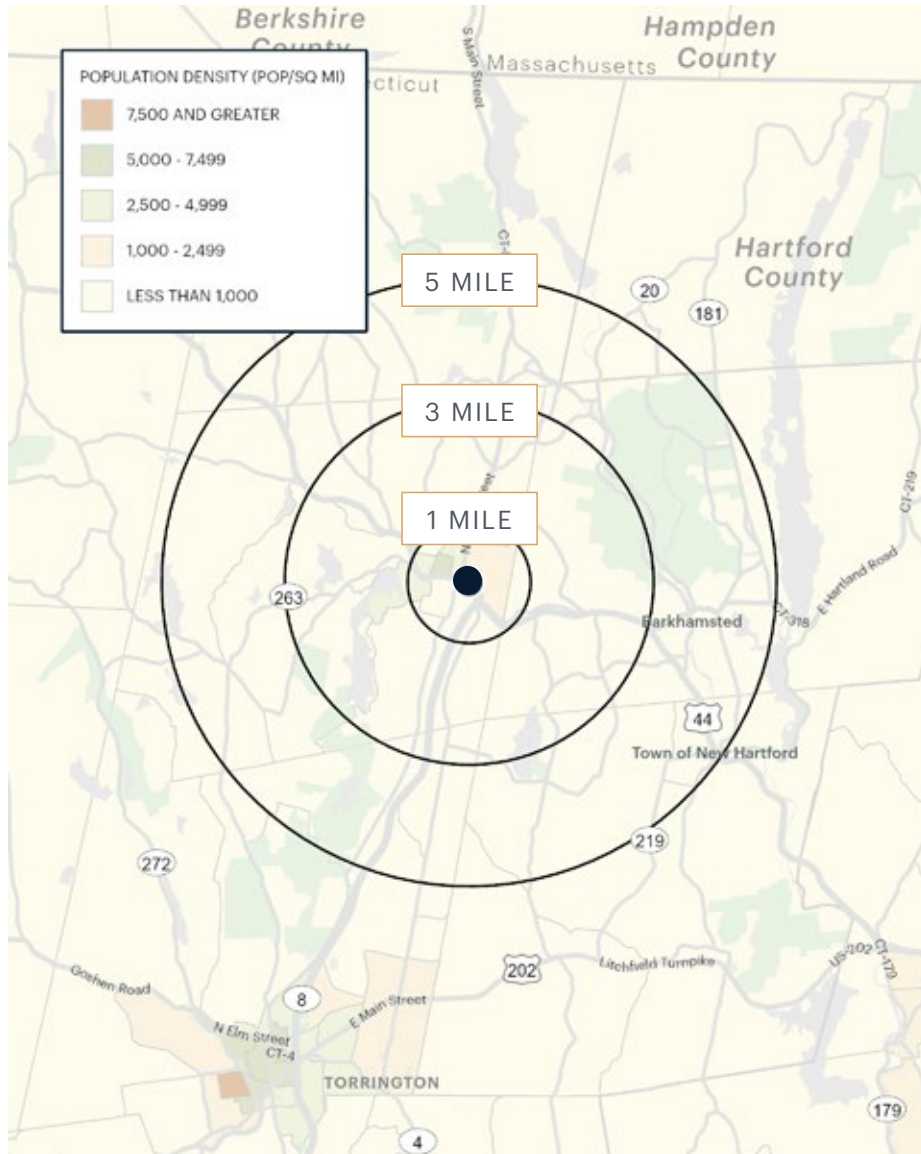 Berkshire
County
Hampden
County
S Main Street
Massachusetts
ecticut
POPULATION DENSITY (POP/SQ MI)
7,500 AND GREATER
5,000 - 7,499
2,500 - 4,999
1,000 - 2,499
LESS THAN 1,000
Hartford
County
5 MILE
20
181
3 MILE
CT-219
1 MILE
E Hartland Road
263
CT-318
Barkhamsted
44
Town of New Hartford
219
272
Goshen Road
202
Litchfield Turnpike
US-202
CT-179
8
E Main Street
N Elm Street
CT-4
TORRINGTON
179
4